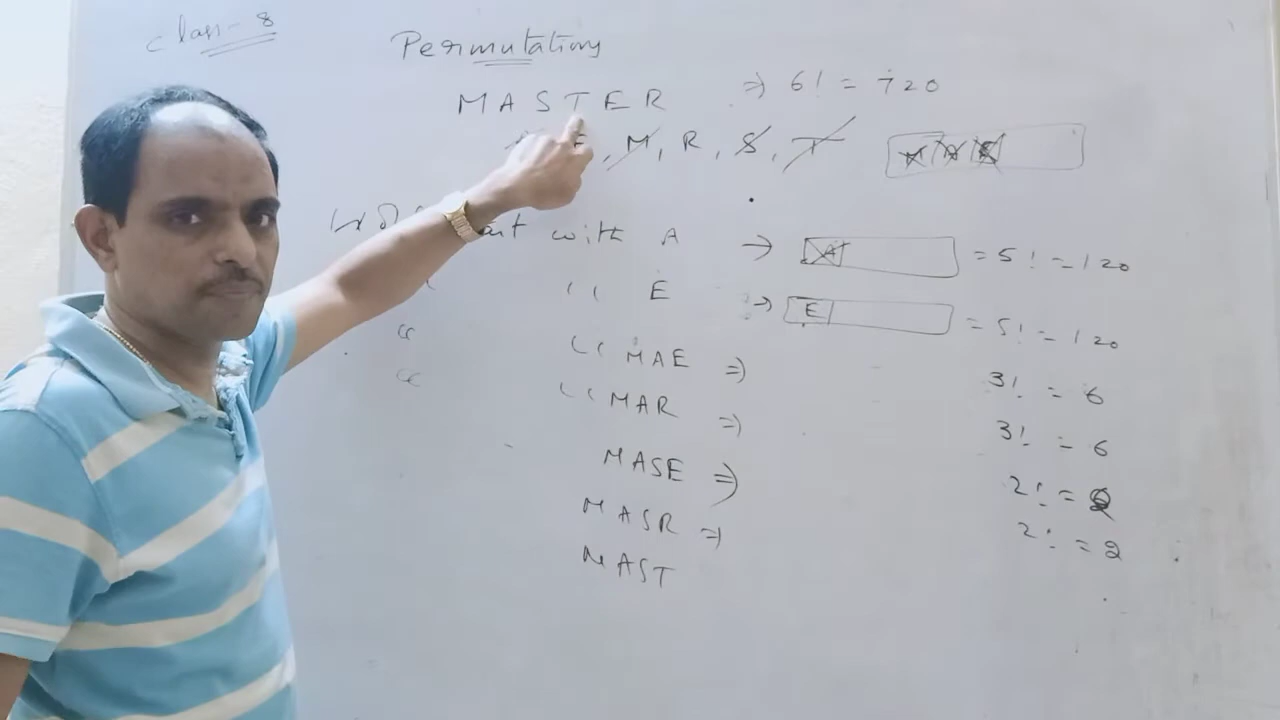 class-8
Permutations
MASTER => 6! = 720
E, M, R, S, T M A S
with A → A = 5! = 120
" E → E = 5! = 120
" " MAE => 3! = 6
" " MAR => 3! = 6
MASE => 2! = 2
MASR => 2! = 2
MAST